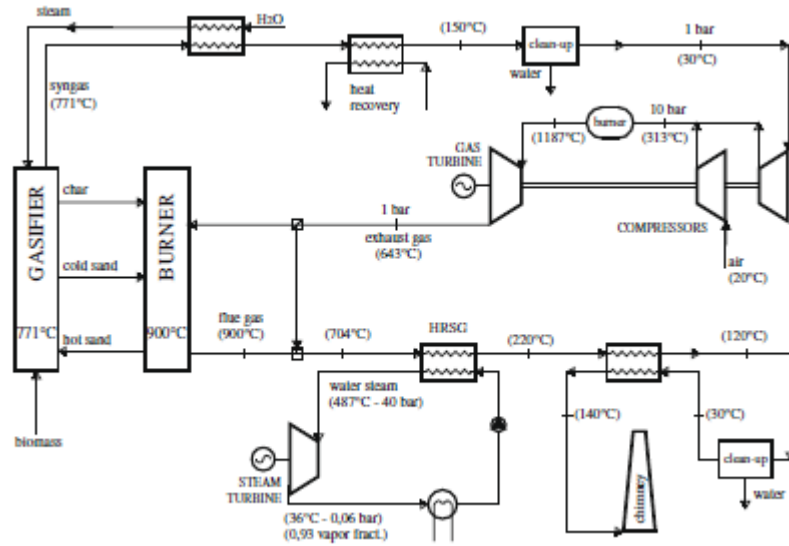 steam
H2O
(150°C)
clean-up
1 bar
(30°C)
water
syngas
(771°C)
heat
recovery
burner
10 bar
(1187°C)
(313°C)
GAS
TURBINE
GASIFIER
BURNER
char
cold sand
hot sand
771°C
900°C
1 bar
exhaust gas
(643°C)
COMPRESSORS
air
(20°C)
flue gas
(900°C)
(704°C)
HRSG
(220°C)
(120°C)
biomass
water steam
(487°C - 40 bar)
(140°C)
(30°C)
STEAM
TURBINE
chimney
clean-up
water
(36°C - 0,06 bar)
(0,93 vapor fract.)